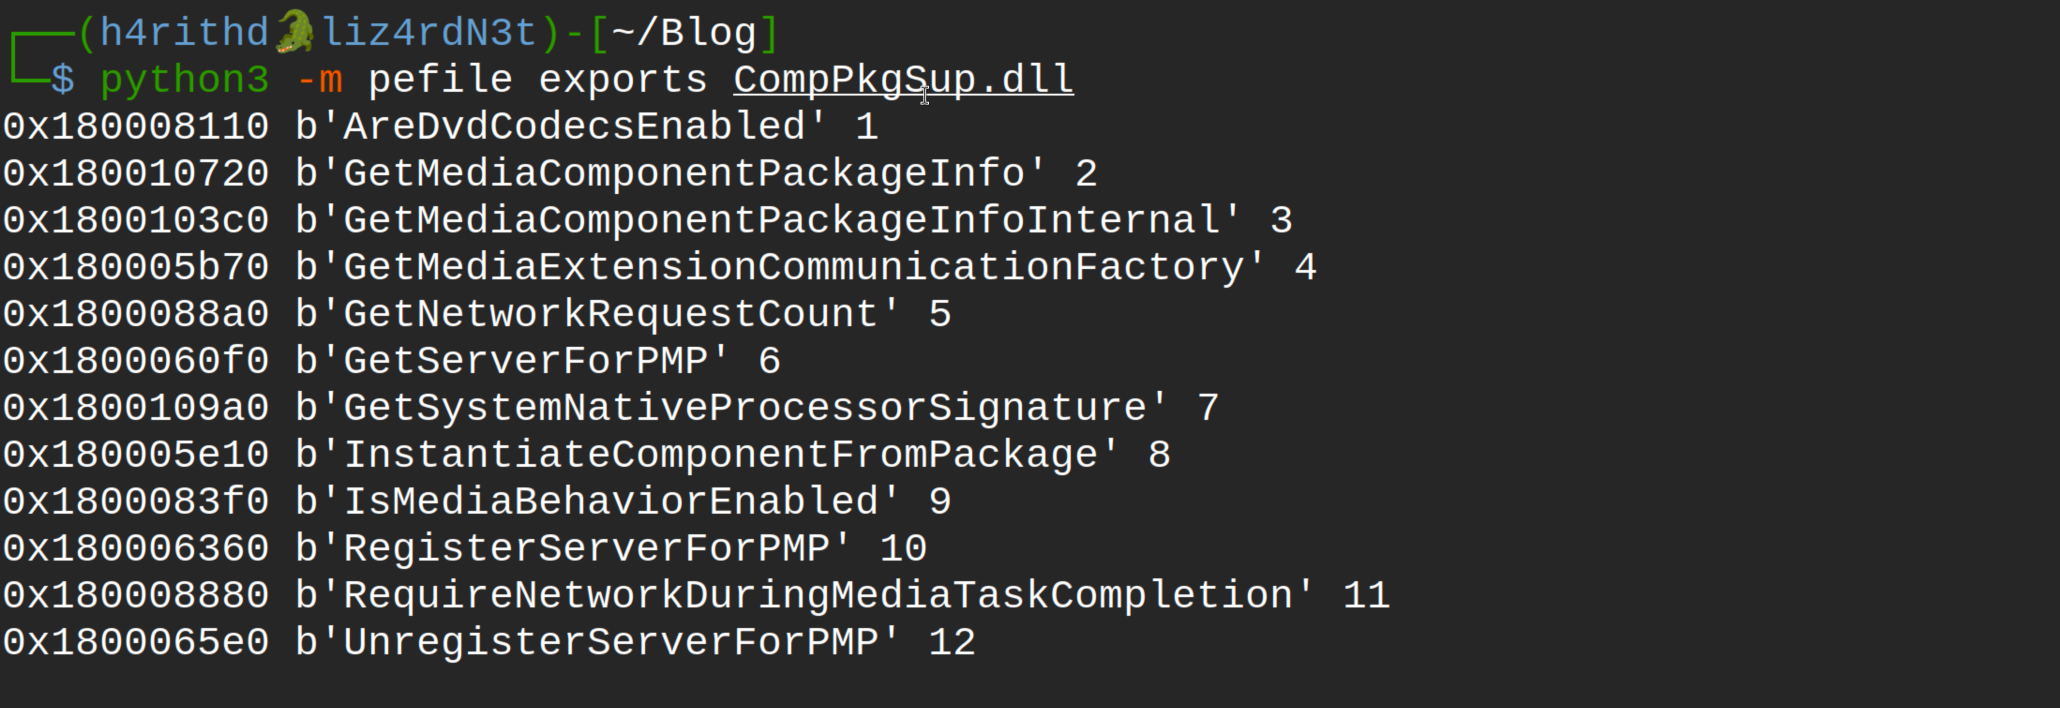 ┌──(h4rithd🐊liz4rdN3t)-[~/Blog]
└─$ python3 -m pefile exports CompPkgSup.dll
0x180008110 b'AreDvdCodecsEnabled' 1
0x180010720 b'GetMediaComponentPackageInfo' 2
0x1800103c0 b'GetMediaComponentPackageInfoInternal' 3
0x180005b70 b'GetMediaExtensionCommunicationFactory' 4
0x1800088a0 b'GetNetworkRequestCount' 5
0x1800060f0 b'GetServerForPMP' 6
0x1800109a0 b'GetSystemNativeProcessorSignature' 7
0x180005e10 b'InstantiateComponentFromPackage' 8
0x1800083f0 b'IsMediaBehaviorEnabled' 9
0x180006360 b'RegisterServerForPMP' 10
0x180008880 b'RequireNetworkDuringMediaTaskCompletion' 11
0x1800065e0 b'UnregisterServerForPMP' 12